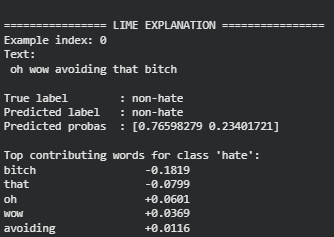 ================ LIME EXPLANATION ================
Example index: 0
Text:
oh wow avoiding that bitch
True label : non-hate
Predicted label : non-hate
Predicted probas : [0.76598279 0.23401721]
Top contributing words for class 'hate':
bitch -0.1819
that -0.0799
oh +0.0601
wow +0.0369
avoiding +0.0116